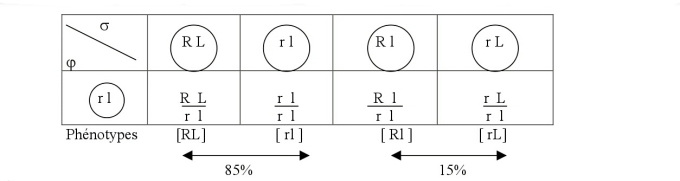 σ
R L r l R l r L
φ
r l
R L r l R l r L
r l r l r l r l
Phénotypes [RL] [ rl ] [ Rl ] [ rL]
85% 15%